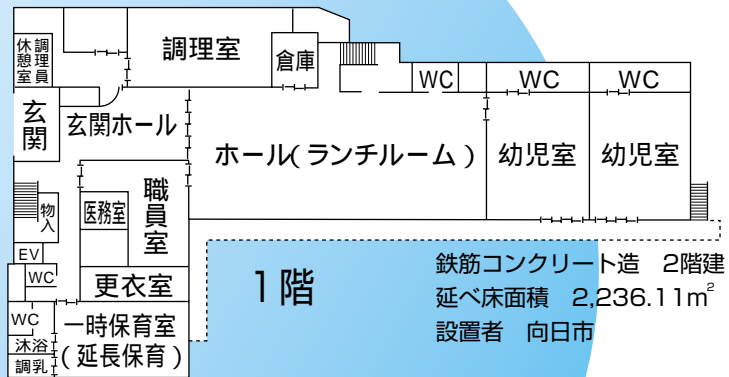 調理員
休憩室
調理室
倉庫
WC
WC
WC
玄関
玄関ホール
ホール(ランチルーム)
幼児室
幼児室
物入
医務室
職員室
EV
WC
更衣室
WC
沐浴
調乳
一時保育室
(延長保育)
1階
鉄筋コンクリート造 2階建
延べ床面積 2,236.11m²
設置者 向日市